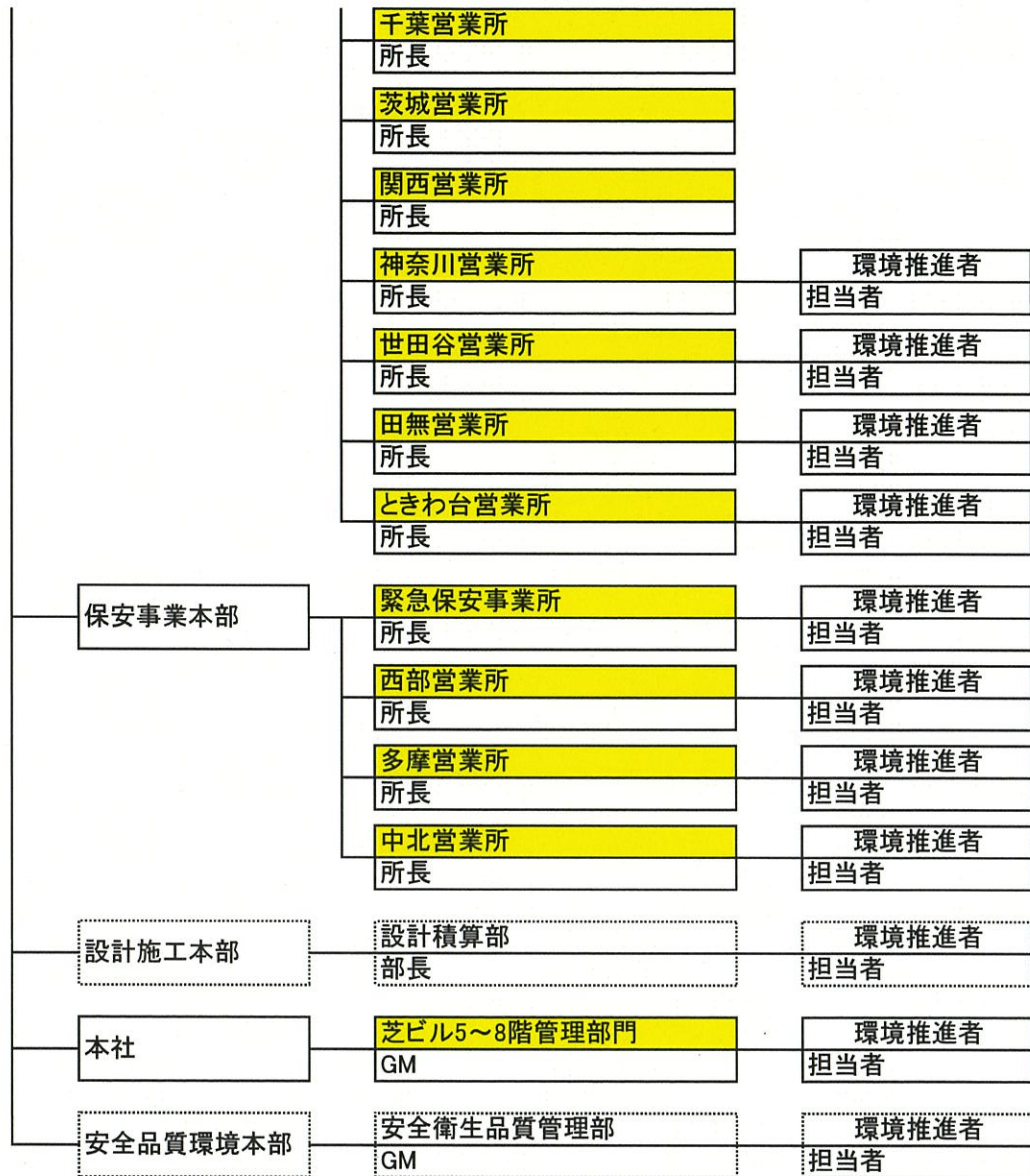 千葉営業所
所長
茨城営業所
所長
関西営業所
所長
神奈川営業所
所長
環境推進者
担当者
世田谷営業所
所長
環境推進者
担当者
田無営業所
所長
環境推進者
担当者
ときわ台営業所
所長
環境推進者
担当者
保安事業本部
緊急保安事業所
所長
環境推進者
担当者
西部営業所
所長
環境推進者
担当者
多摩営業所
所長
環境推進者
担当者
中北営業所
所長
環境推進者
担当者
設計施工本部
設計積算部
部長
環境推進者
担当者
本社
芝ビル5～8階管理部門
GM
環境推進者
担当者
安全品質環境本部
安全衛生品質管理部
GM
環境推進者
担当者